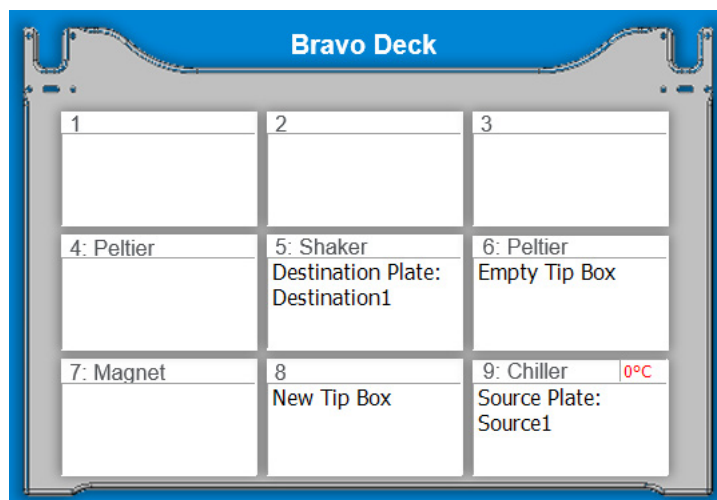 Bravo Deck
1
2
3
4: Peltier
5: Shaker
Destination Plate:
Destination1
6: Peltier
Empty Tip Box
7: Magnet
8
New Tip Box
9: Chiller
0°C
Source Plate:
Source1